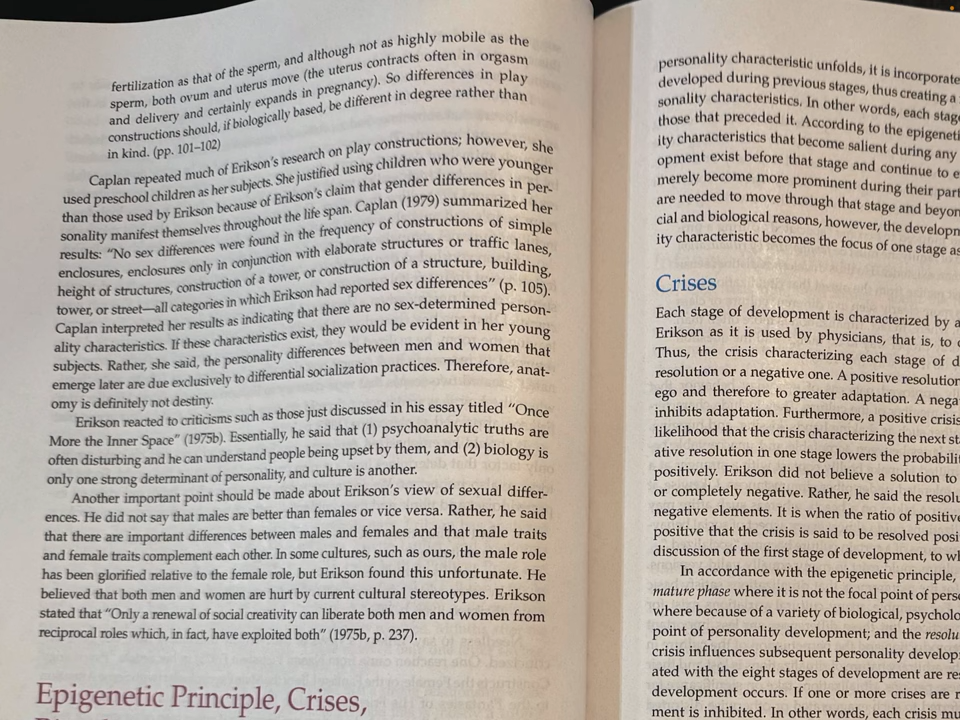 fertilization as that of the sperm, and although not as highly mobile as the
sperm, both ovum and uterus move (the uterus contracts often in orgasm
and delivery and certainly expands in pregnancy). So differences in play
constructions should, if biologically based, be different in degree rather than
in kind. (pp. 101–102)
Caplan repeated much of Erikson's research on play constructions; however, she
used preschool children as her subjects. She justified using children who were younger
than those used by Erikson because of Erikson's claim that gender differences in per-
sonality manifest themselves throughout the life span. Caplan (1979) summarized her
results: "No sex differences were found in the frequency of constructions of simple
enclosures, enclosures only in conjunction with elaborate structures or traffic lanes,
height of structures, construction of a tower, or construction of a structure, building,
tower, or street—all categories in which Erikson had reported sex differences" (p. 105).
Caplan interpreted her results as indicating that there are no sex-determined person-
ality characteristics. If these characteristics exist, they would be evident in her young
subjects. Rather, she said, the personality differences between men and women that
emerge later are due exclusively to differential socialization practices. Therefore, anat-
omy is definitely not destiny.
Erikson reacted to criticisms such as those just discussed in his essay titled "Once
More the Inner Space" (1975b). Essentially, he said that (1) psychoanalytic truths are
often disturbing and he can understand people being upset by them, and (2) biology is
only one strong determinant of personality, and culture is another.
Another important point should be made about Erikson's view of sexual differ-
ences. He did not say that males are better than females or vice versa. Rather, he said
that there are important differences between males and females and that male traits
and female traits complement each other. In some cultures, such as ours, the male role
has been glorified relative to the female role, but Erikson found this unfortunate. He
believed that both men and women are hurt by current cultural stereotypes. Erikson
stated that "Only a renewal of social creativity can liberate both men and women from
reciprocal roles which, in fact, have exploited both" (1975b, p. 237).
Epigenetic Principle, Crises,
personality characteristic unfolds, it is incorporate
developed during previous stages, thus creating a
sonality characteristics. In other words, each stag
those that preceded it. According to the epigeneti
ity characteristics that become salient during any
opment exist before that stage and continue to e
merely become more prominent during their part
are needed to move through that stage and beyon
cial and biological reasons, however, the developm
ity characteristic becomes the focus of one stage as
Crises
Each stage of development is characterized by a
Erikson as it is used by physicians, that is, to
Thus, the crisis characterizing each stage of d
resolution or a negative one. A positive resolution
ego and therefore to greater adaptation. A nega
inhibits adaptation. Furthermore, a positive crisis
likelihood that the crisis characterizing the next st
ative resolution in one stage lowers the probabili
positively. Erikson did not believe a solution to
or completely negative. Rather, he said the resolu
negative elements. It is when the ratio of positive
positive that the crisis is said to be resolved posi
discussion of the first stage of development, to wh
In accordance with the epigenetic principle,
mature phase where it is not the focal point of pers
where because of a variety of biological, psycholo
point of personality development; and the resolu
crisis influences subsequent personality develop
ated with the eight stages of development are re
development occurs. If one or more crises are
ment is inhibited. In other words, each crisis mu